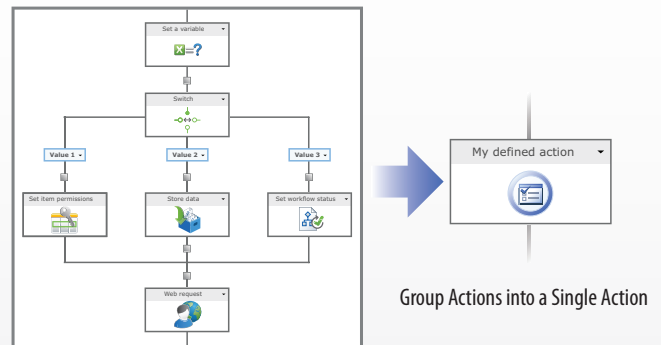 Set a variable
Switch
Value 1
Value 2
Value 3
Set item permissions
Store data
Set workflow status
Web request
My defined action
Group Actions into a Single Action